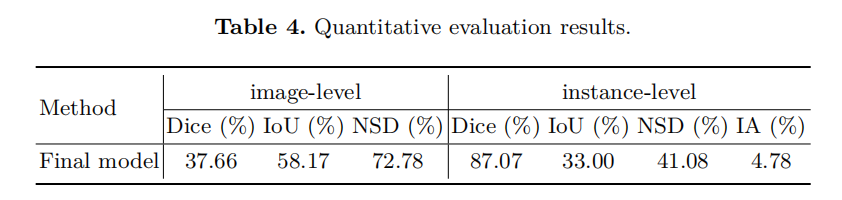 Table 4. Quantitative evaluation results.
Method image-level instance-level
Dice (%) IoU (%) NSD (%) Dice (%) IoU (%) NSD (%) IA (%)
Final model 37.66 58.17 72.78 87.07 33.00 41.08 4.78